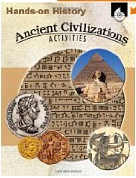 Hands-on History
Ancient Civilizations
ACTIVITIES